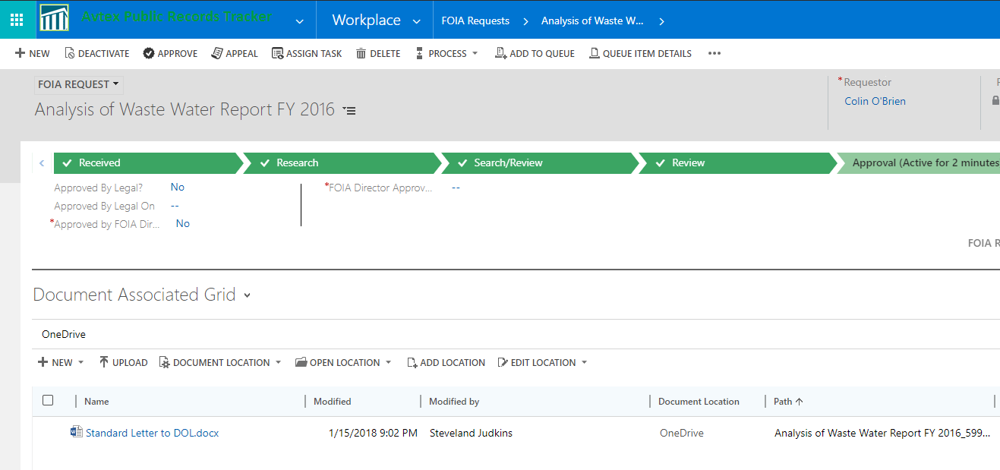 Avtex Public Records Tracker Workplace FOIA Requests Analysis of Waste W...
NEW DEACTIVATE APPROVE APPEAL ASSIGN TASK DELETE PROCESS ADD TO QUEUE QUEUE ITEM DETAILS ...
FOIA REQUEST
Analysis of Waste Water Report FY 2016
*Requestor
Colin O'Brien
Received Research Search/Review Review Approval (Active for 2 minutes
Approved By Legal? No *FOIA Director Approv... --
Approved By Legal On --
*Approved by FOIA Dir... No
FOIA R
Document Associated Grid
OneDrive
NEW UPLOAD DOCUMENT LOCATION OPEN LOCATION ADD LOCATION EDIT LOCATION
Name Modified Modified by Document Location Path
Standard Letter to DOL.docx 1/15/2018 9:02 PM Steveland Judkins OneDrive Analysis of Waste Water Report FY 2016_599...